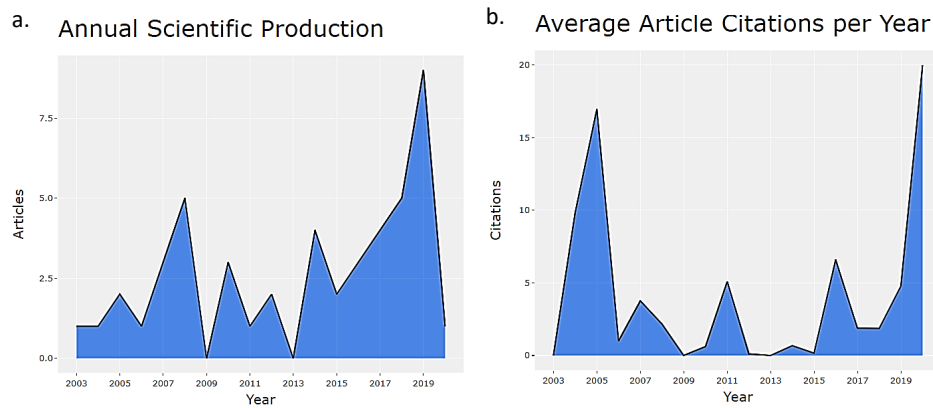 a.
Annual Scientific Production
7.5
5.0
2.5
0.0
Articles
2003 2005 2007 2009 2011 2013 2015 2017 2019
Year
b.
Average Article Citations per Year
20
15
10
5
0
Citations
2003 2005 2007 2009 2011 2013 2015 2017 2019
Year